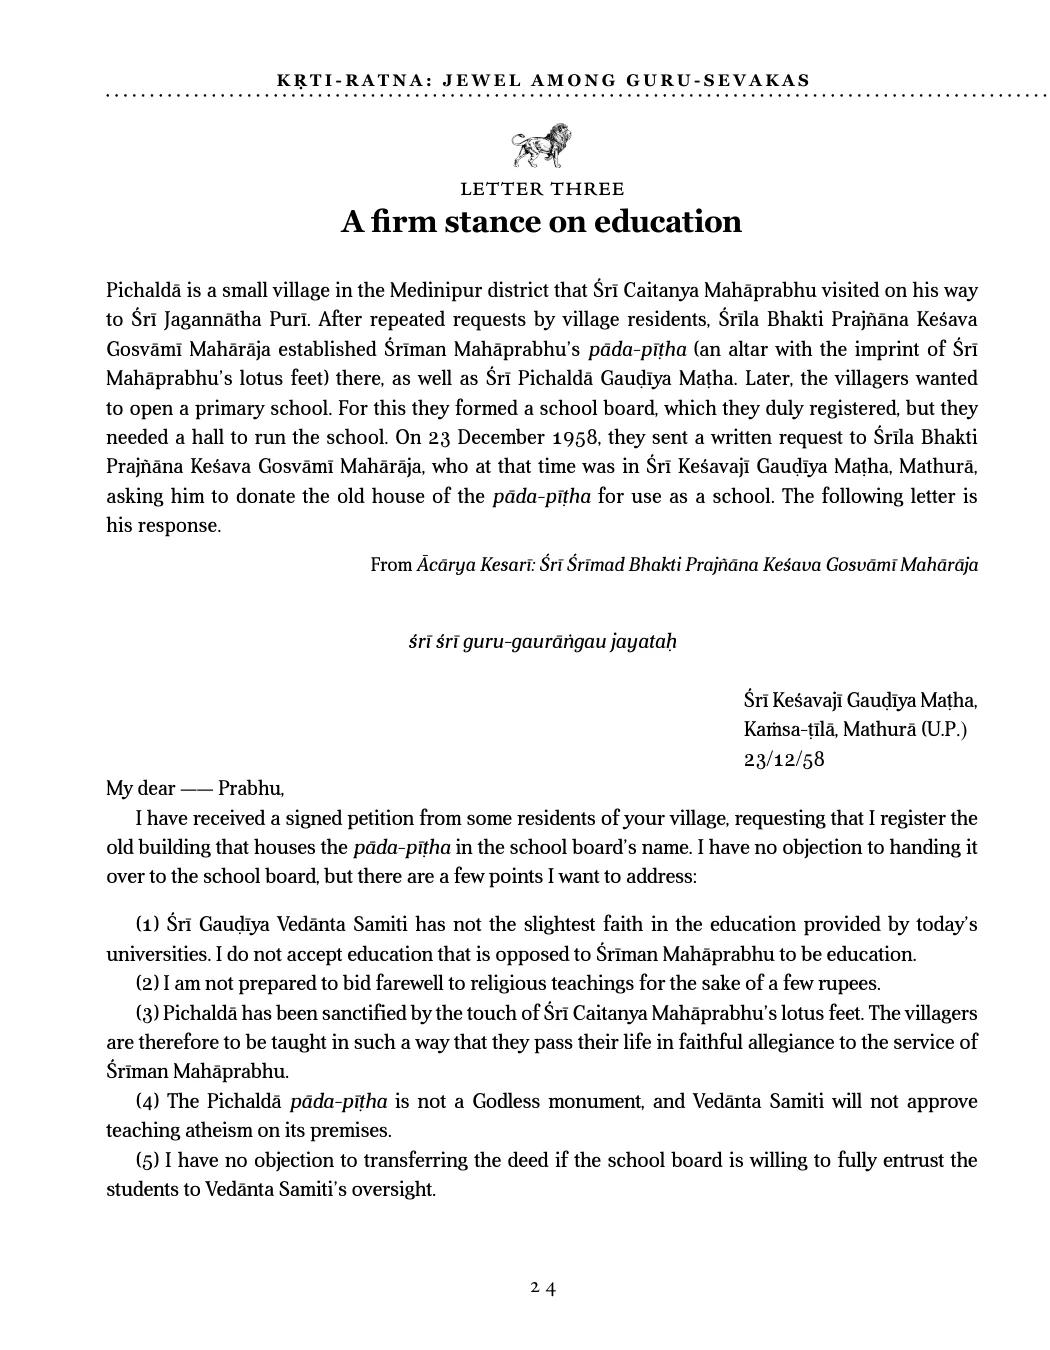 KṚTI-RATNA: JEWEL AMONG GURU-SEVAKAS
LETTER THREE
A firm stance on education
Pichaldā is a small village in the Medinipur district that Śrī Caitanya Mahāprabhu visited on his way
to Śrī Jagannātha Purī. After repeated requests by village residents, Śrīla Bhakti Prajñāna Keśava
Gosvāmī Mahārāja established Śrīman Mahāprabhu’s pāda-pīṭha (an altar with the imprint of Śrī
Mahāprabhu’s lotus feet) there, as well as Śrī Pichaldā Gauḍīya Maṭha. Later, the villagers wanted
to open a primary school. For this they formed a school board, which they duly registered, but they
needed a hall to run the school. On 23 December 1958, they sent a written request to Śrīla Bhakti
Prajñāna Keśava Gosvāmī Mahārāja, who at that time was in Śrī Keśavajī Gauḍīya Maṭha, Mathurā,
asking him to donate the old house of the pāda-pīṭha for use as a school. The following letter is
his response.
From Ācārya Kesarī: Śrī Śrīmad Bhakti Prajñāna Keśava Gosvāmī Mahārāja
śrī śrī guru-gaurāṅgau jayataḥ
Śrī Keśavajī Gauḍīya Maṭha,
Kaṁsa-ṭīlā, Mathurā (U.P.)
23/12/58
My dear —— Prabhu,
I have received a signed petition from some residents of your village, requesting that I register the
old building that houses the pāda-pīṭha in the school board’s name. I have no objection to handing it
over to the school board, but there are a few points I want to address:
(1) Śrī Gauḍīya Vedānta Samiti has not the slightest faith in the education provided by today’s
universities. I do not accept education that is opposed to Śrīman Mahāprabhu to be education.
(2) I am not prepared to bid farewell to religious teachings for the sake of a few rupees.
(3) Pichaldā has been sanctified by the touch of Śrī Caitanya Mahāprabhu’s lotus feet. The villagers
are therefore to be taught in such a way that they pass their life in faithful allegiance to the service of
Śrīman Mahāprabhu.
(4) The Pichaldā pāda-pīṭha is not a Godless monument, and Vedānta Samiti will not approve
teaching atheism on its premises.
(5) I have no objection to transferring the deed if the school board is willing to fully entrust the
students to Vedānta Samiti’s oversight.
24